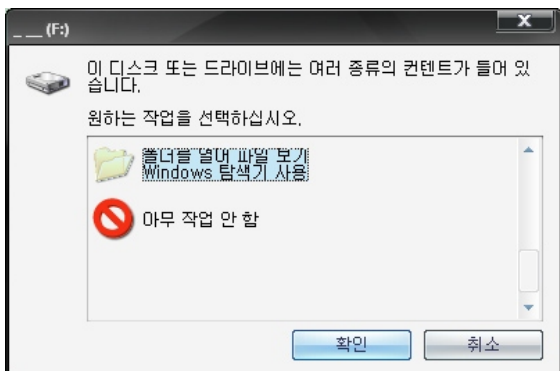 _ __ (F:)
이 디스크 또는 드라이브에는 여러 종류의 컨텐트가 들어 있
습니다.
원하는 작업을 선택하십시오.
폴더를 열어 파일 보기
Windows 탐색기 사용
아무 작업 안 함
확인
취소